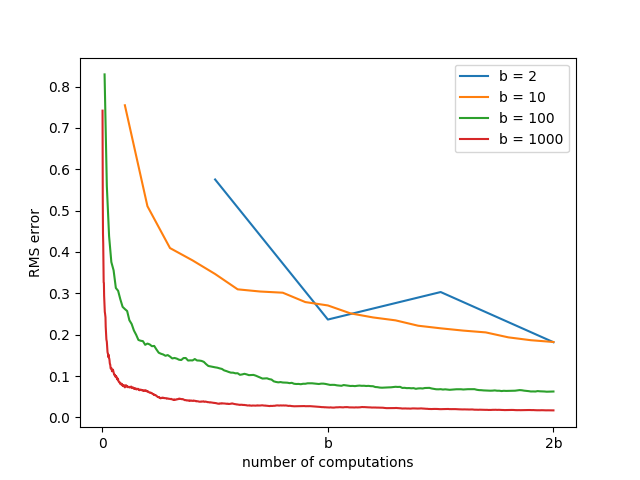 b = 2
b = 10
b = 100
b = 1000
RMS error
0.8
0.7
0.6
0.5
0.4
0.3
0.2
0.1
0.0
0
b
2b
number of computations